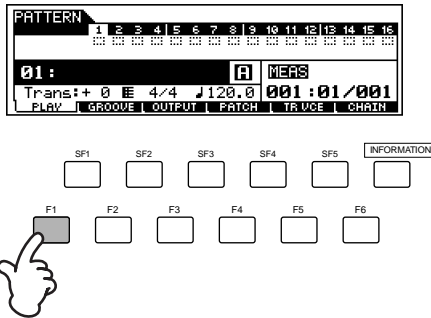 PATTERN
1 2 3 4 5 6 7 8 9 10 11 12 13 14 15 16
01: A MEAS
Trans:+ 0 4/4 ♩120.0 001:01/001
PLAY GROOVE OUTPUT PATCH TR VCE CHAIN
SF1 SF2 SF3 SF4 SF5 INFORMATION
F1 F2 F3 F4 F5 F6